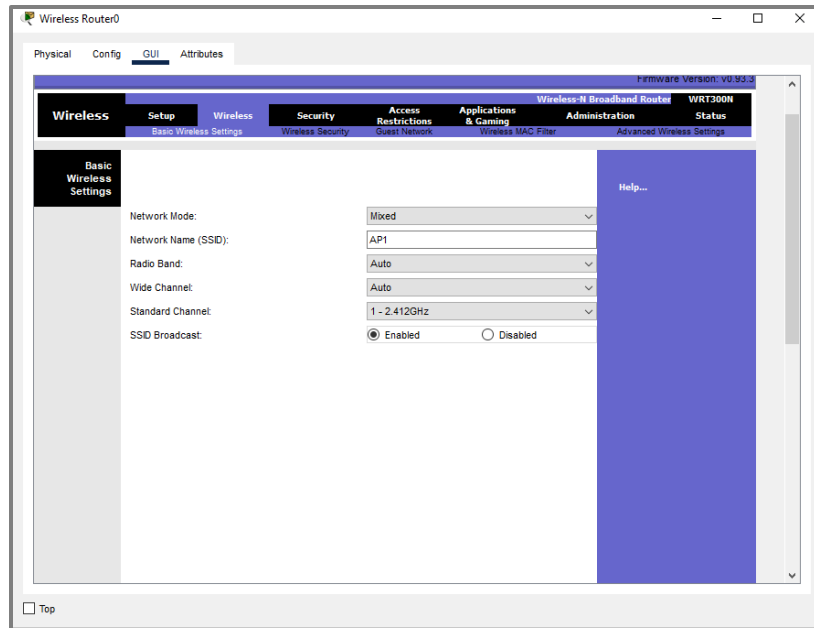 Wireless Router0
Physical Config GUI Attributes
Firmware Version: v0.93.3
Wireless-N Broadband Router WRT300N
Wireless Setup Wireless Security Access Restrictions Applications & Gaming Administration Status
Basic Wireless Settings Wireless Security Guest Network Wireless MAC Filter Advanced Wireless Settings
Basic
Wireless
Settings
Help...
Network Mode: Mixed
Network Name (SSID): AP1
Radio Band: Auto
Wide Channel: Auto
Standard Channel: 1 - 2.412GHz
SSID Broadcast: Enabled Disabled
Top